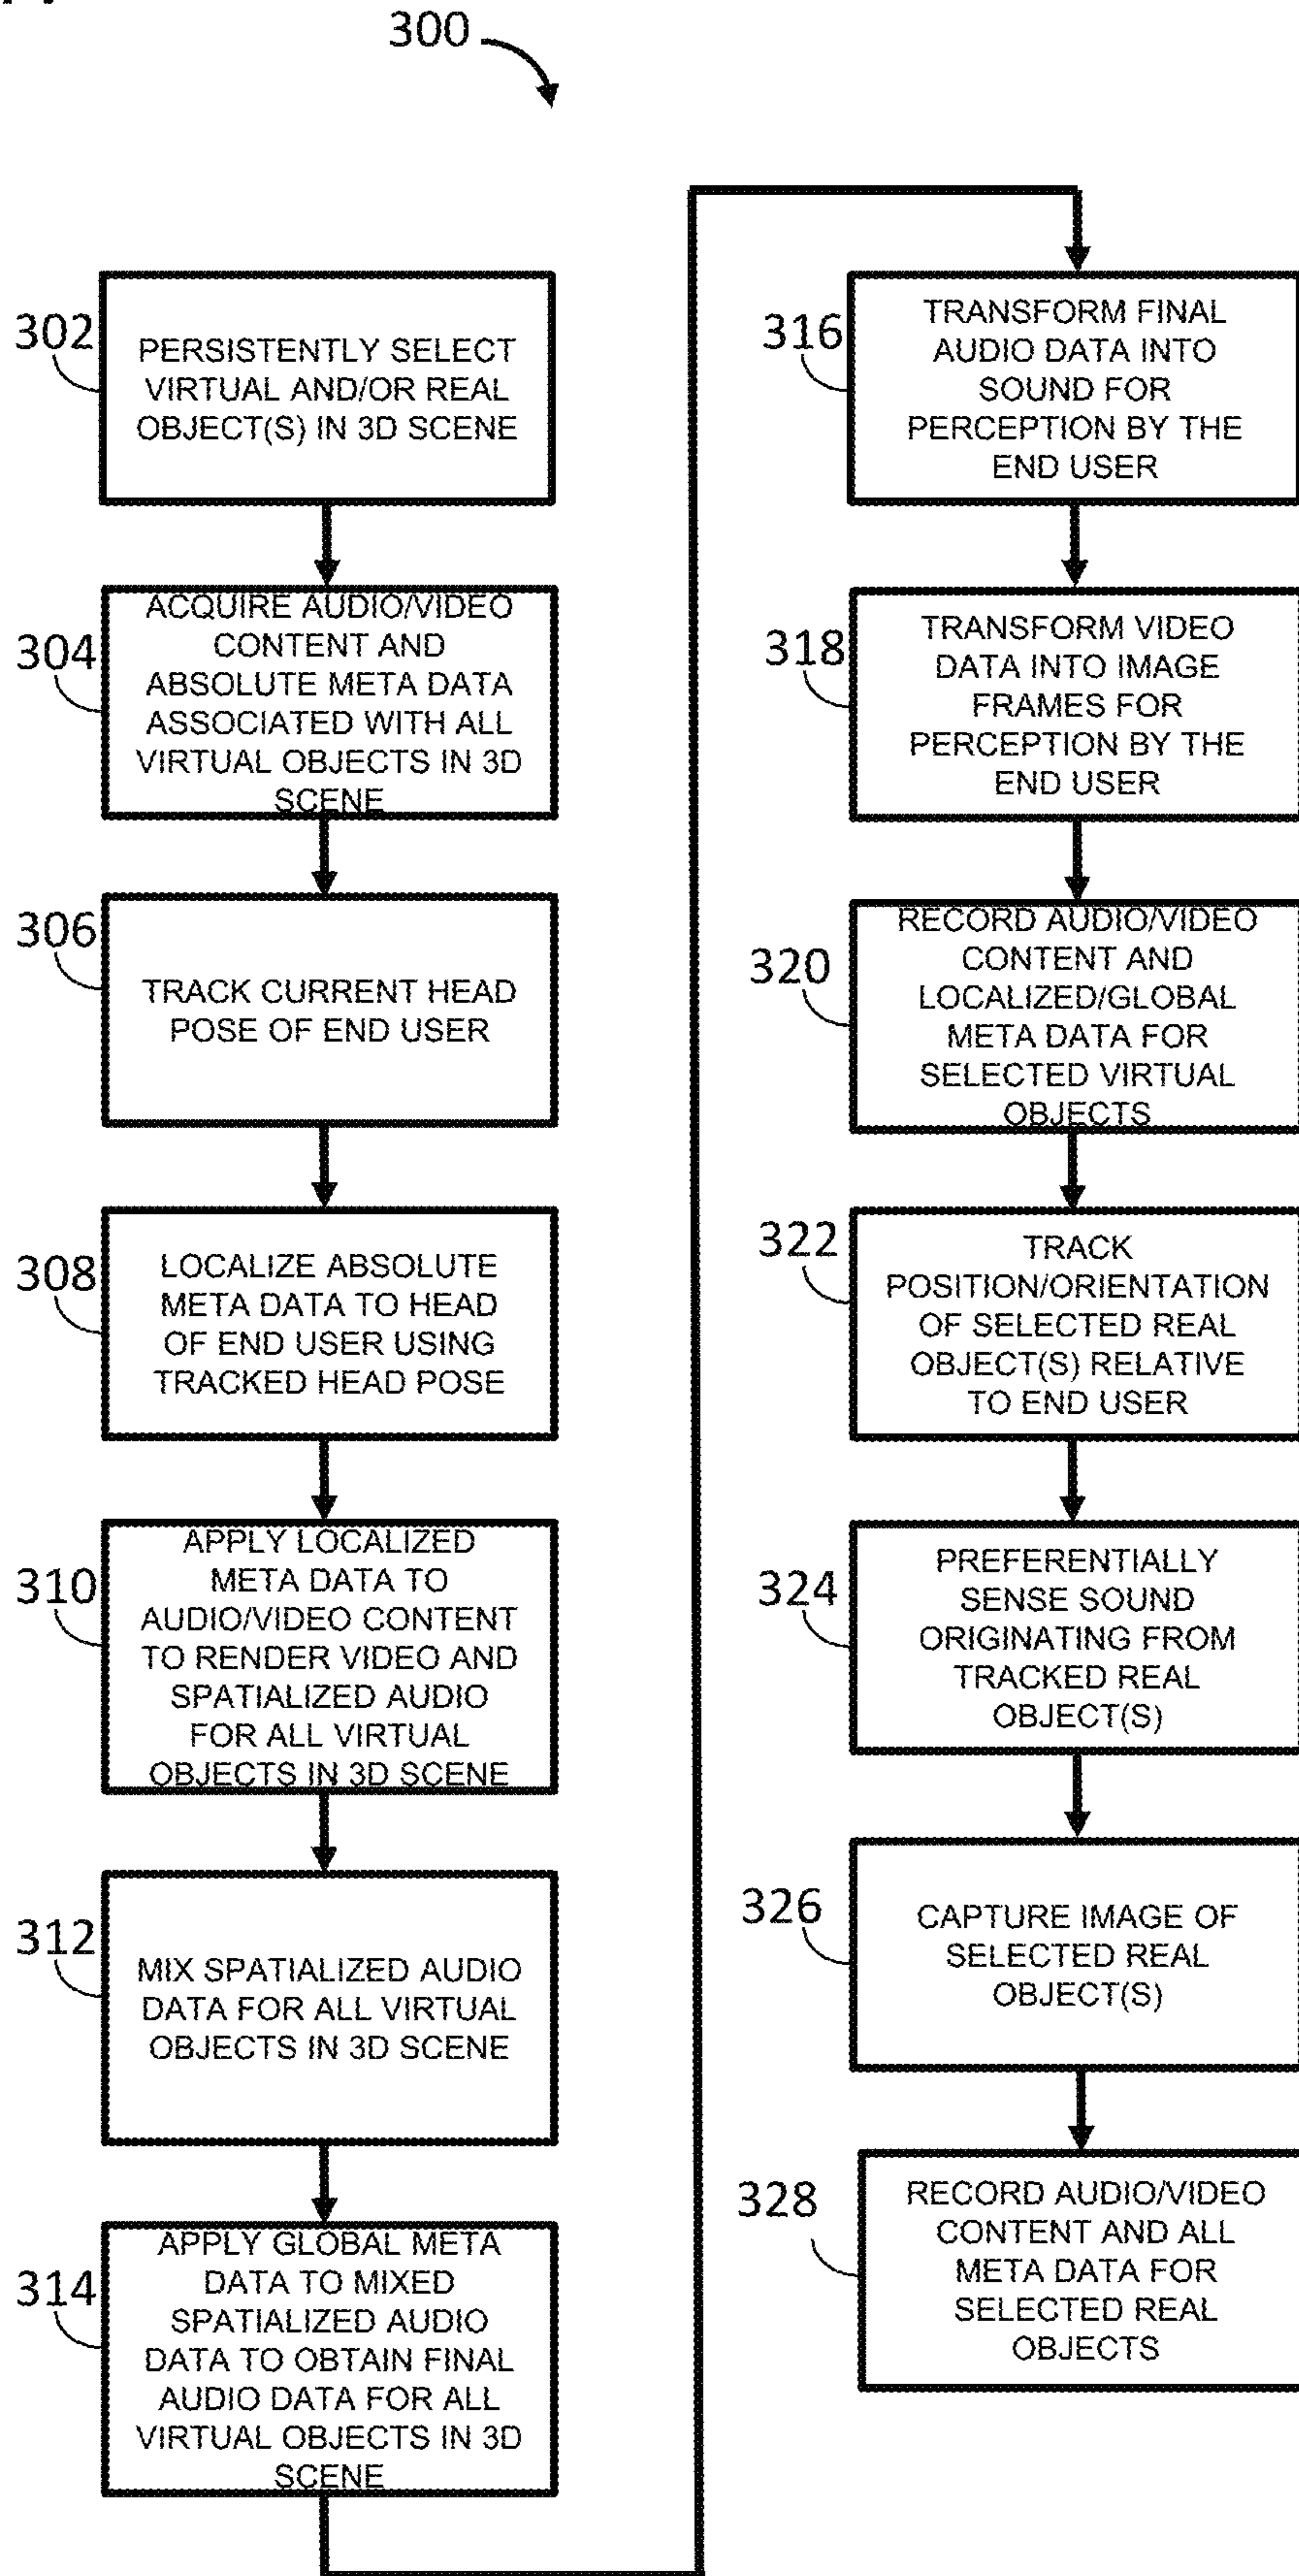 300
302
PERSISTENTLY SELECT
VIRTUAL AND/OR REAL
OBJECT(S) IN 3D SCENE
304
ACQUIRE AUDIO/VIDEO
CONTENT AND
ABSOLUTE META DATA
ASSOCIATED WITH ALL
VIRTUAL OBJECTS IN 3D
SCENE
306
TRACK CURRENT HEAD
POSE OF END USER
308
LOCALIZE ABSOLUTE
META DATA TO HEAD
OF END USER USING
TRACKED HEAD POSE
310
APPLY LOCALIZED
META DATA TO
AUDIO/VIDEO CONTENT
TO RENDER VIDEO AND
SPATIALIZED AUDIO
FOR ALL VIRTUAL
OBJECTS IN 3D SCENE
312
MIX SPATIALIZED AUDIO
DATA FOR ALL VIRTUAL
OBJECTS IN 3D SCENE
314
APPLY GLOBAL META
DATA TO MIXED
SPATIALIZED AUDIO
DATA TO OBTAIN FINAL
AUDIO DATA FOR ALL
VIRTUAL OBJECTS IN 3D
SCENE
316
TRANSFORM FINAL
AUDIO DATA INTO
SOUND FOR
PERCEPTION BY THE
END USER
318
TRANSFORM VIDEO
DATA INTO IMAGE
FRAMES FOR
PERCEPTION BY THE
END USER
320
RECORD AUDIO/VIDEO
CONTENT AND
LOCALIZED/GLOBAL
META DATA FOR
SELECTED VIRTUAL
OBJECTS
322
TRACK
POSITION/ORIENTATION
OF SELECTED REAL
OBJECT(S) RELATIVE
TO END USER
324
PREFERENTIALLY
SENSE SOUND
ORIGINATING FROM
TRACKED REAL
OBJECT(S)
326
CAPTURE IMAGE OF
SELECTED REAL
OBJECT(S)
328
RECORD AUDIO/VIDEO
CONTENT AND ALL
META DATA FOR
SELECTED REAL
OBJECTS